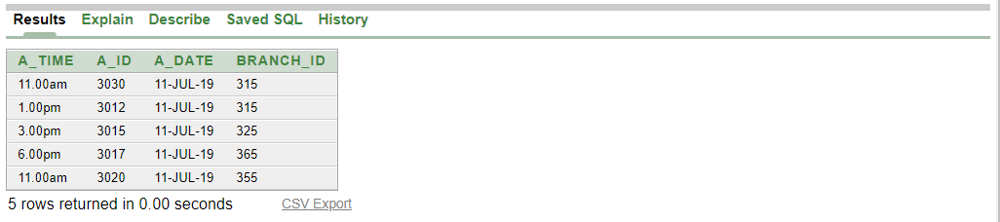 Results Explain Describe Saved SQL History
A_TIME A_ID A_DATE BRANCH_ID
11.00am 3030 11-JUL-19 315
1.00pm 3012 11-JUL-19 315
3.00pm 3015 11-JUL-19 325
6.00pm 3017 11-JUL-19 365
11.00am 3020 11-JUL-19 355
5 rows returned in 0.00 seconds CSV Export